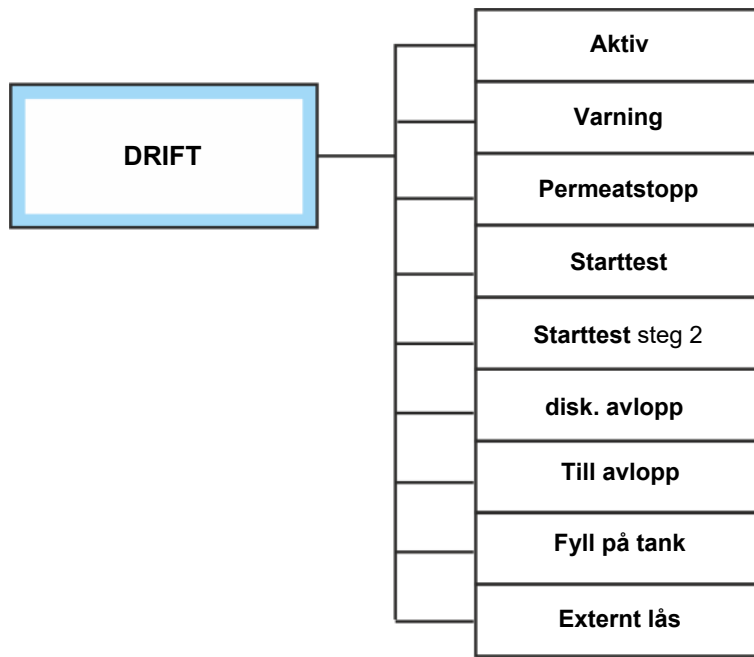 DRIFT
Aktiv
Varning
Permeatstopp
Starttest
Starttest steg 2
disk. avlopp
Till avlopp
Fyll på tank
Externt lås